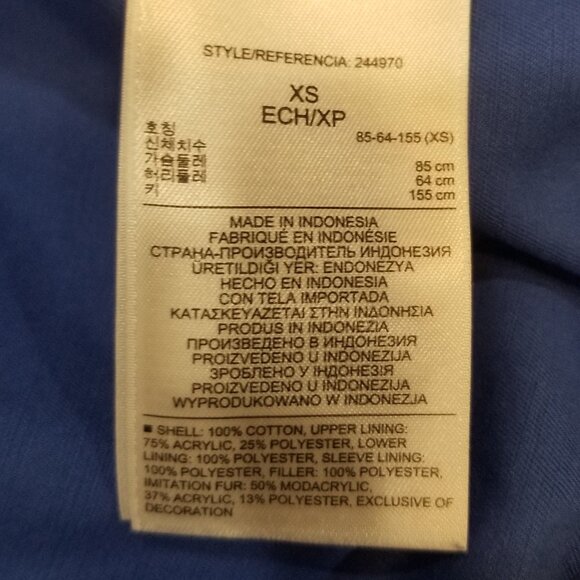 STYLE/REFERENCIA: 244970
XS
ECH/XP
호칭 85-64-155 (XS)
신체치수
가슴둘레 85 cm
허리둘레 64 cm
키 155 cm
MADE IN INDONESIA
FABRIQUÉ EN INDONÉSIE
СТРАНА-ПРОИЗВОДИТЕЛЬ ИНДОНЕЗИЯ
ÜRETILDIĞI YER: ENDONEZYA
HECHO EN INDONESIA
CON TELA IMPORTADA
ΚΑΤΑΣΚΕΥΑΖΕΤΑΙ ΣΤΗΝ ΙΝΔΟΝΗΣΙΑ
PRODUS IN INDONEZIA
ПРОИЗВЕДЕНО В ИНДОНЕЗИЯ
PROIZVEDENO U INDONEZIJA
ЗРОБЛЕНО У ІНДОНЕЗІЯ
PROIZVEDENO U INDONEZIJA
WYPRODUKOWANO W INDONEZJA
■ SHELL: 100% COTTON, UPPER LINING:
75% ACRYLIC, 25% POLYESTER, LOWER
LINING: 100% POLYESTER, SLEEVE LINING:
100% POLYESTER, FILLER: 100% POLYESTER,
IMITATION FUR: 50% MODACRYLIC,
37% ACRYLIC, 13% POLYESTER, EXCLUSIVE OF
DECORATION